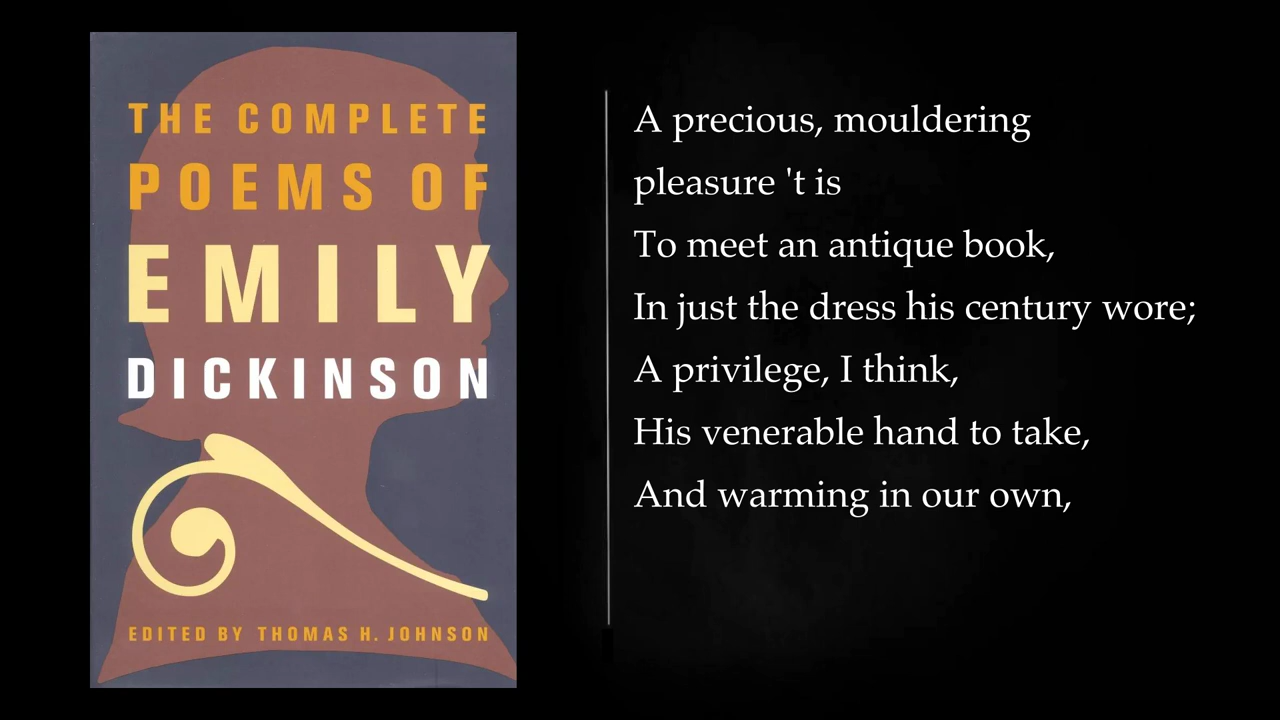 THE COMPLETE
POEMS OF
EMILY
DICKINSON
EDITED BY THOMAS H. JOHNSON
A precious, mouldering
pleasure 't is
To meet an antique book,
In just the dress his century wore;
A privilege, I think,
His venerable hand to take,
And warming in our own,